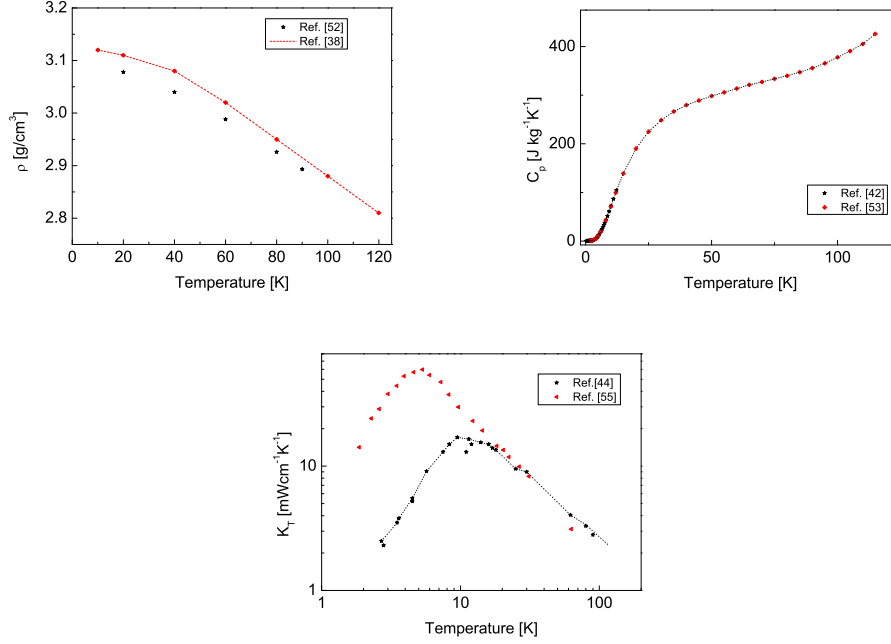 3.2
3.1
3.0
2.9
2.8
0 20 40 60 80 100 120
ρ [g/cm³]
Temperature [K]
Ref. [52]
Ref. [38]
400
200
0
0 50 100
C_p [J kg⁻¹K⁻¹]
Temperature [K]
Ref. [42]
Ref. [53]
10
1
1 10 100
K_T [mWcm⁻¹K⁻¹]
Temperature [K]
Ref.[44]
Ref. [55]